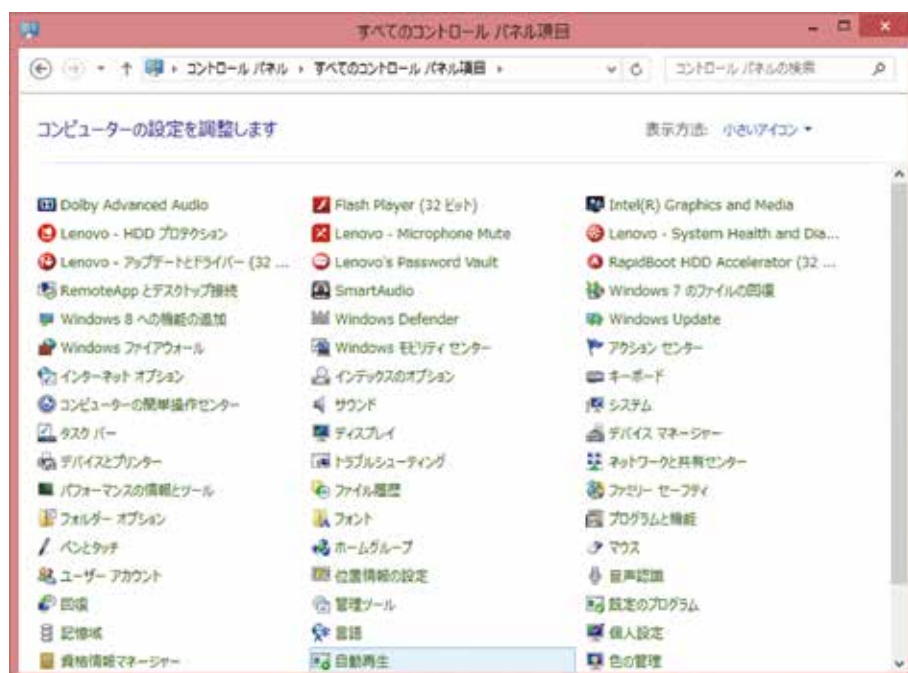 すべてのコントロール パネル項目
コントロール パネル すべてのコントロール パネル項目 コントロール パネルの検索
コンピューターの設定を調整します 表示方法: 小さいアイコン
Dolby Advanced Audio Flash Player (32 ビット) Intel(R) Graphics and Media
Lenovo - HDD プロテクション Lenovo - Microphone Mute Lenovo - System Health and Dia...
Lenovo - アップデートとドライバー (32 ... Lenovo's Password Vault RapidBoot HDD Accelerator (32 ...
RemoteApp とデスクトップ接続 SmartAudio Windows 7 のファイルの回復
Windows 8 への機能の追加 Windows Defender Windows Update
Windows ファイアウォール Windows モビリティ センター アクション センター
インターネット オプション インデックスのオプション キーボード
コンピューターの簡単操作センター サウンド システム
タスク バー ディスプレイ デバイス マネージャー
デバイスとプリンター トラブルシューティング ネットワークと共有センター
パフォーマンスの情報とツール ファイル履歴 ファミリー セーフティ
フォルダー オプション フォント プログラムと機能
ペンとタッチ ホームグループ マウス
ユーザー アカウント 位置情報の設定 音声認識
回復 管理ツール 既定のプログラム
記憶域 言語 個人設定
資格情報マネージャー 自動再生 色の管理